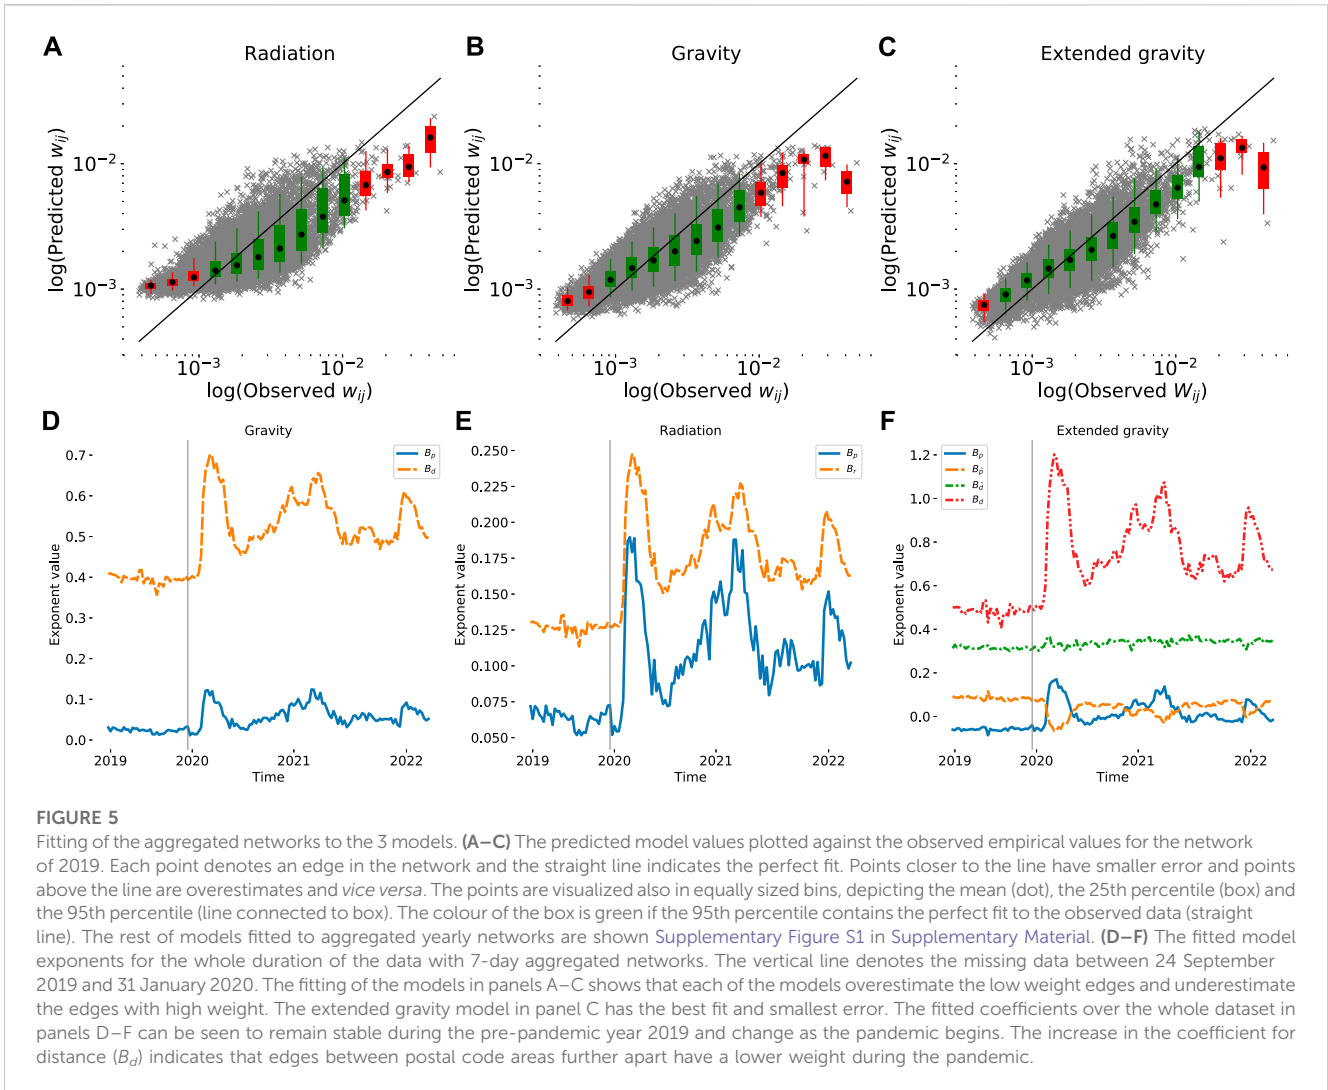 A
Radiation
log(Predicted w_ij)
10^−2
10^−3
10^−3
10^−2
log(Observed w_ij)
B
Gravity
log(Predicted w_ij)
10^−2
10^−3
10^−3
10^−2
log(Observed w_ij)
C
Extended gravity
log(Predicted w_ij)
10^−2
10^−3
10^−3
10^−2
log(Observed W_ij)
D
Gravity
B_p
B_d
Exponent value
0.7
0.6
0.5
0.4
0.3
0.2
0.1
0.0
2019
2020
2021
2022
Time
E
Radiation
B_p
B_r
Exponent value
0.250
0.225
0.200
0.175
0.150
0.125
0.100
0.075
0.050
2019
2020
2021
2022
Time
F
Extended gravity
B_p
B_p̂
B_d̂
B_d
Exponent value
1.2
1.0
0.8
0.6
0.4
0.2
0.0
2019
2020
2021
2022
Time
FIGURE 5
Fitting of the aggregated networks to the 3 models. (A–C) The predicted model values plotted against the observed empirical values for the network
of 2019. Each point denotes an edge in the network and the straight line indicates the perfect fit. Points closer to the line have smaller error and points
above the line are overestimates and vice versa. The points are visualized also in equally sized bins, depicting the mean (dot), the 25th percentile (box) and
the 95th percentile (line connected to box). The colour of the box is green if the 95th percentile contains the perfect fit to the observed data (straight
line). The rest of models fitted to aggregated yearly networks are shown Supplementary Figure S1 in Supplementary Material. (D–F) The fitted model
exponents for the whole duration of the data with 7-day aggregated networks. The vertical line denotes the missing data between 24 September
2019 and 31 January 2020. The fitting of the models in panels A–C shows that each of the models overestimate the low weight edges and underestimate
the edges with high weight. The extended gravity model in panel C has the best fit and smallest error. The fitted coefficients over the whole dataset in
panels D–F can be seen to remain stable during the pre-pandemic year 2019 and change as the pandemic begins. The increase in the coefficient for
distance (B_d) indicates that edges between postal code areas further apart have a lower weight during the pandemic.